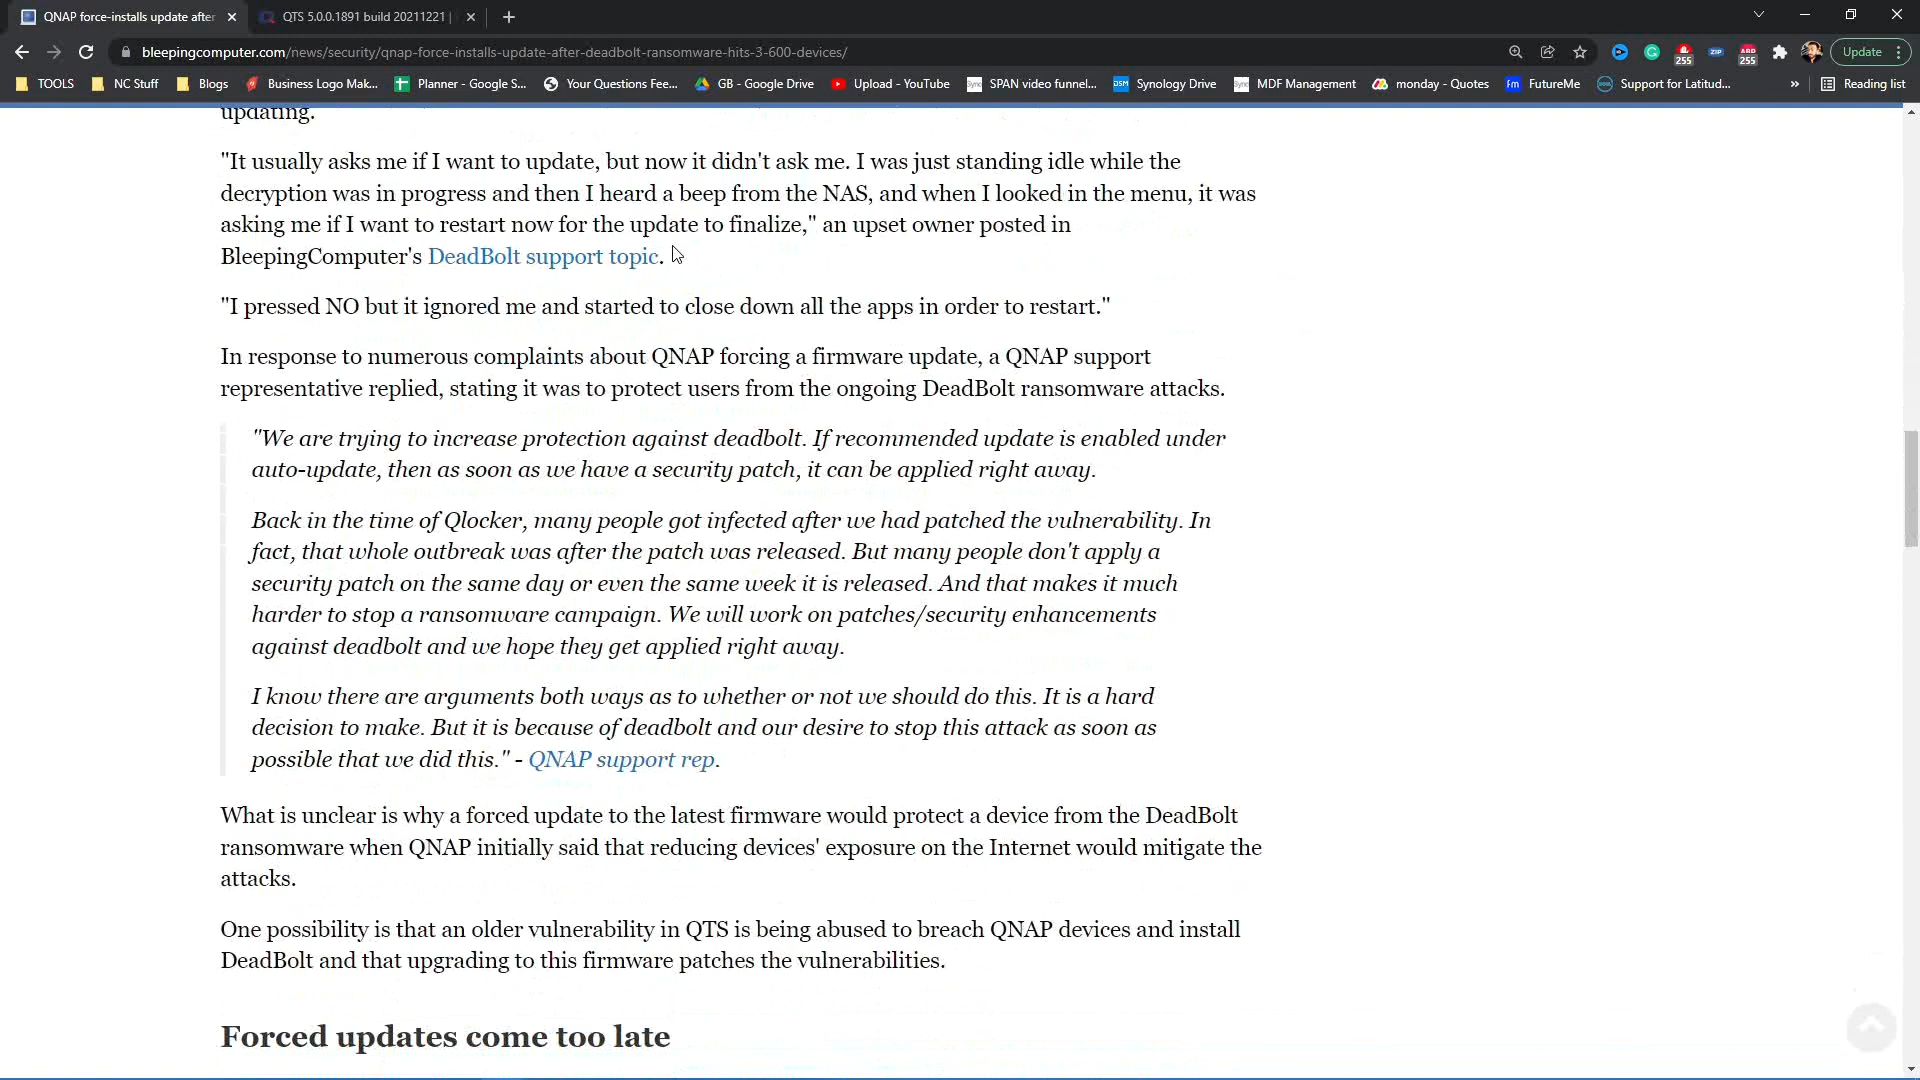 QNAP force-installs update after
QTS 5.0.0.1891 build 20211221 |
bleepingcomputer.com/news/security/qnap-force-installs-update-after-deadbolt-ransomware-hits-3-600-devices/
255
ZIP
ABP
255
Update
TOOLS
NC Stuff
Blogs
Business Logo Mak...
Planner - Google S...
Your Questions Fee...
GB - Google Drive
Upload - YouTube
SPAN video funnel...
DSM
Synology Drive
MDF Management
monday - Quotes
Fm
FutureMe
Support for Latitud...
»
Reading list
updating.
"It usually asks me if I want to update, but now it didn't ask me. I was just standing idle while the
decryption was in progress and then I heard a beep from the NAS, and when I looked in the menu, it was
asking me if I want to restart now for the update to finalize," an upset owner posted in
BleepingComputer's DeadBolt support topic.
"I pressed NO but it ignored me and started to close down all the apps in order to restart."
In response to numerous complaints about QNAP forcing a firmware update, a QNAP support
representative replied, stating it was to protect users from the ongoing DeadBolt ransomware attacks.
"We are trying to increase protection against deadbolt. If recommended update is enabled under
auto-update, then as soon as we have a security patch, it can be applied right away.
Back in the time of Qlocker, many people got infected after we had patched the vulnerability. In
fact, that whole outbreak was after the patch was released. But many people don't apply a
security patch on the same day or even the same week it is released. And that makes it much
harder to stop a ransomware campaign. We will work on patches/security enhancements
against deadbolt and we hope they get applied right away.
I know there are arguments both ways as to whether or not we should do this. It is a hard
decision to make. But it is because of deadbolt and our desire to stop this attack as soon as
possible that we did this." - QNAP support rep.
What is unclear is why a forced update to the latest firmware would protect a device from the DeadBolt
ransomware when QNAP initially said that reducing devices' exposure on the Internet would mitigate the
attacks.
One possibility is that an older vulnerability in QTS is being abused to breach QNAP devices and install
DeadBolt and that upgrading to this firmware patches the vulnerabilities.
Forced updates come too late